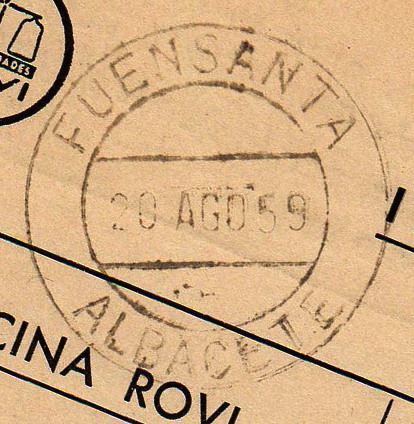 FUENSANTA
20 AGO 59
ALBACETE
CINA ROVI